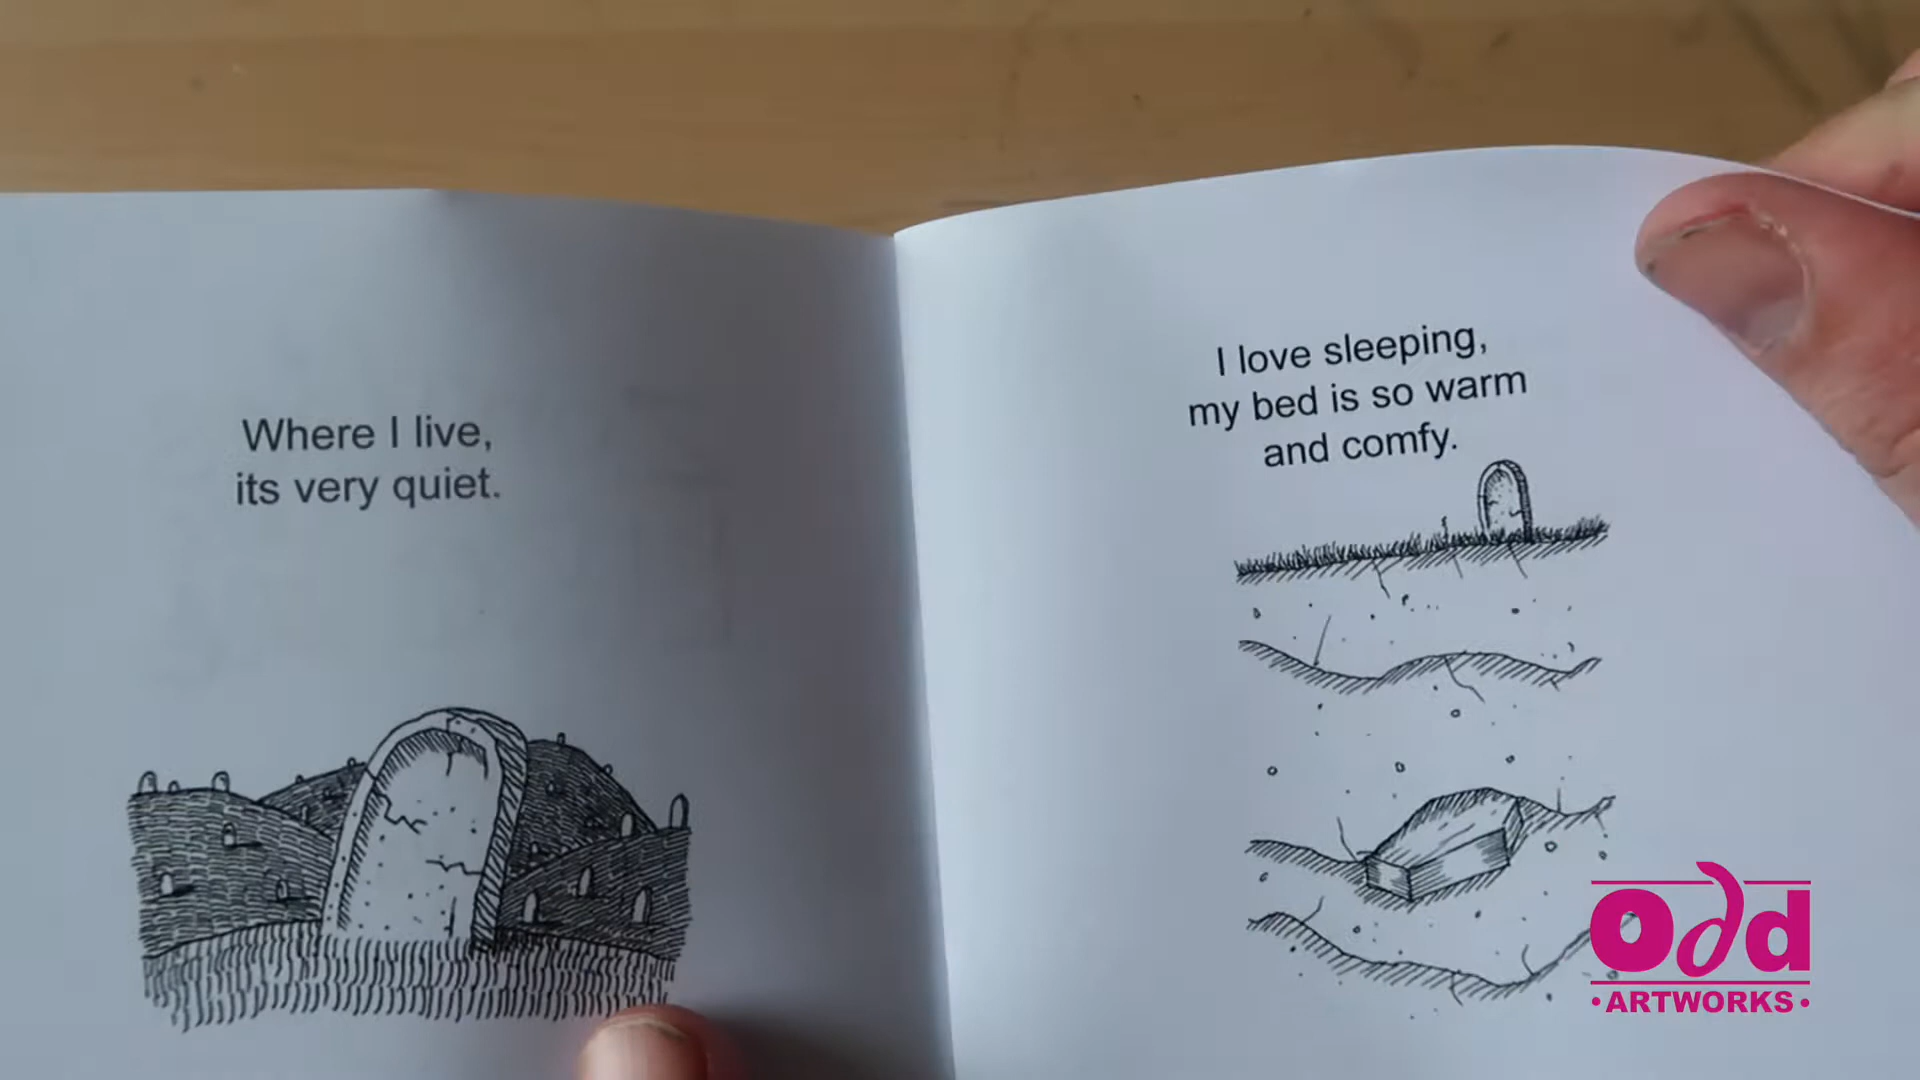 Where I live,
its very quiet.
I love sleeping,
my bed is so warm
and comfy.
Odd
•ARTWORKS•